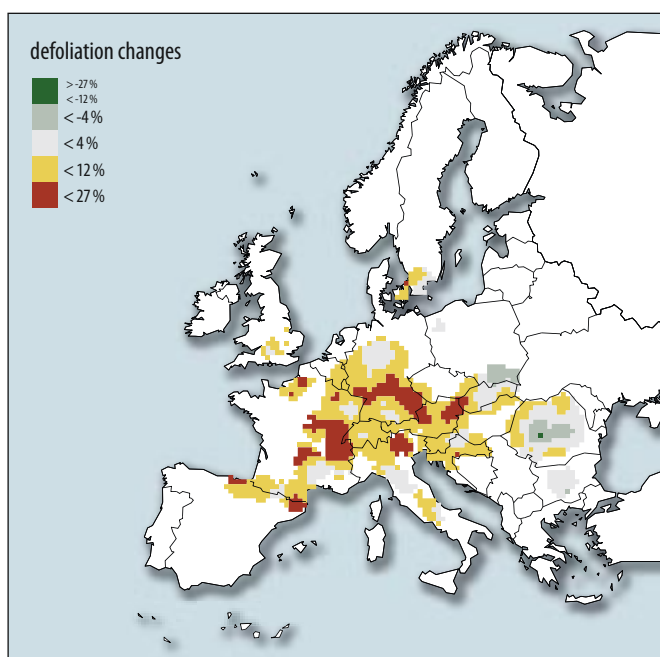 defoliation changes
> -27 %
< -12 %
< -4 %
< 4 %
< 12 %
< 27 %